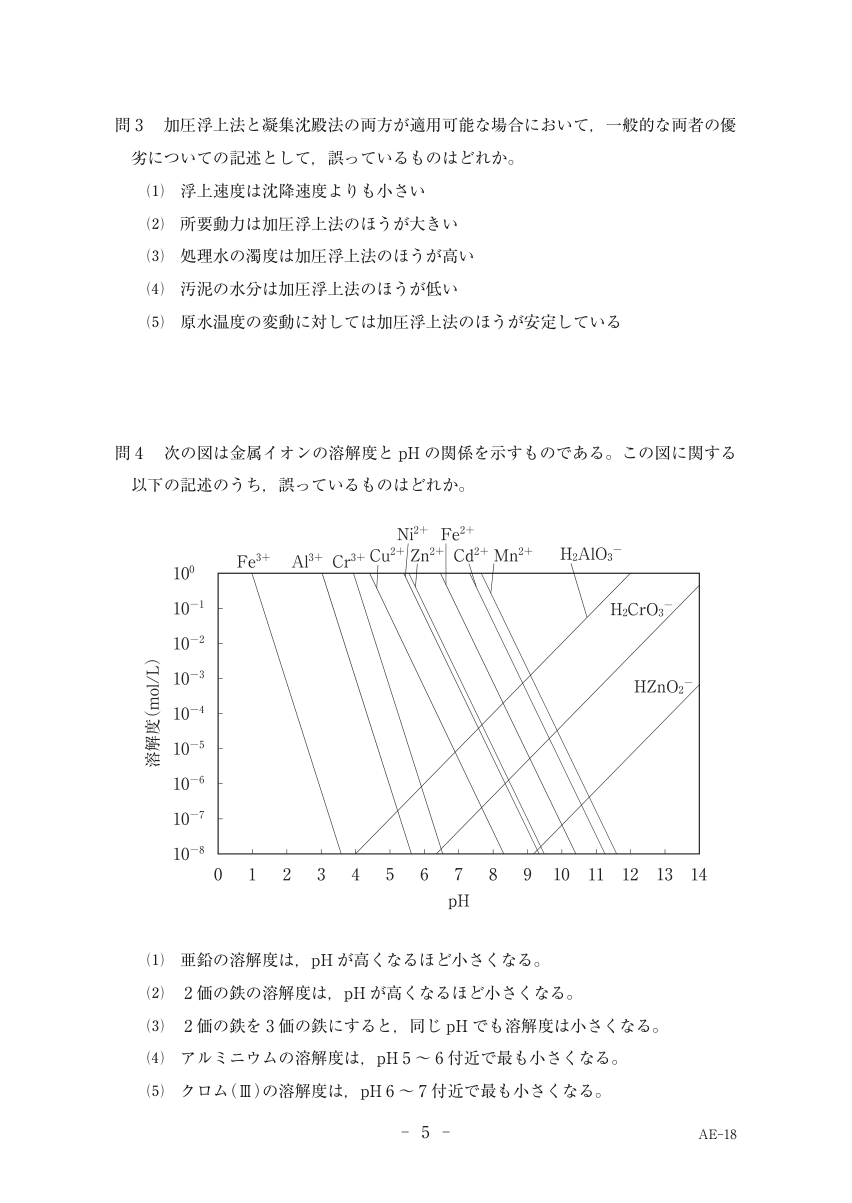 問３　加圧浮上法と凝集沈殿法の両方が適用可能な場合において，一般的な両者の優
劣についての記述として，誤っているものはどれか。
⑴　浮上速度は沈降速度よりも小さい
⑵　所要動力は加圧浮上法のほうが大きい
⑶　処理水の濁度は加圧浮上法のほうが高い
⑷　汚泥の水分は加圧浮上法のほうが低い
⑸　原水温度の変動に対しては加圧浮上法のほうが安定している
問４　次の図は金属イオンの溶解度と pH の関係を示すものである。この図に関する
以下の記述のうち，誤っているものはどれか。
Ni²⁺ Fe²⁺
Fe³⁺ Al³⁺ Cr³⁺ Cu²⁺ Zn²⁺ Cd²⁺ Mn²⁺ H₂AlO₃⁻
10⁰
10⁻¹
H₂CrO₃⁻
10⁻²
10⁻³
HZnO₂⁻
10⁻⁴
10⁻⁵
10⁻⁶
10⁻⁷
10⁻⁸
溶解度(mol/L)
0 1 2 3 4 5 6 7 8 9 10 11 12 13 14
pH
⑴　亜鉛の溶解度は，pH が高くなるほど小さくなる。
⑵　２価の鉄の溶解度は，pH が高くなるほど小さくなる。
⑶　２価の鉄を３価の鉄にすると，同じ pH でも溶解度は小さくなる。
⑷　アルミニウムの溶解度は，pH５～６付近で最も小さくなる。
⑸　クロム(Ⅲ)の溶解度は，pH６～７付近で最も小さくなる。
- 5 -
AE-18